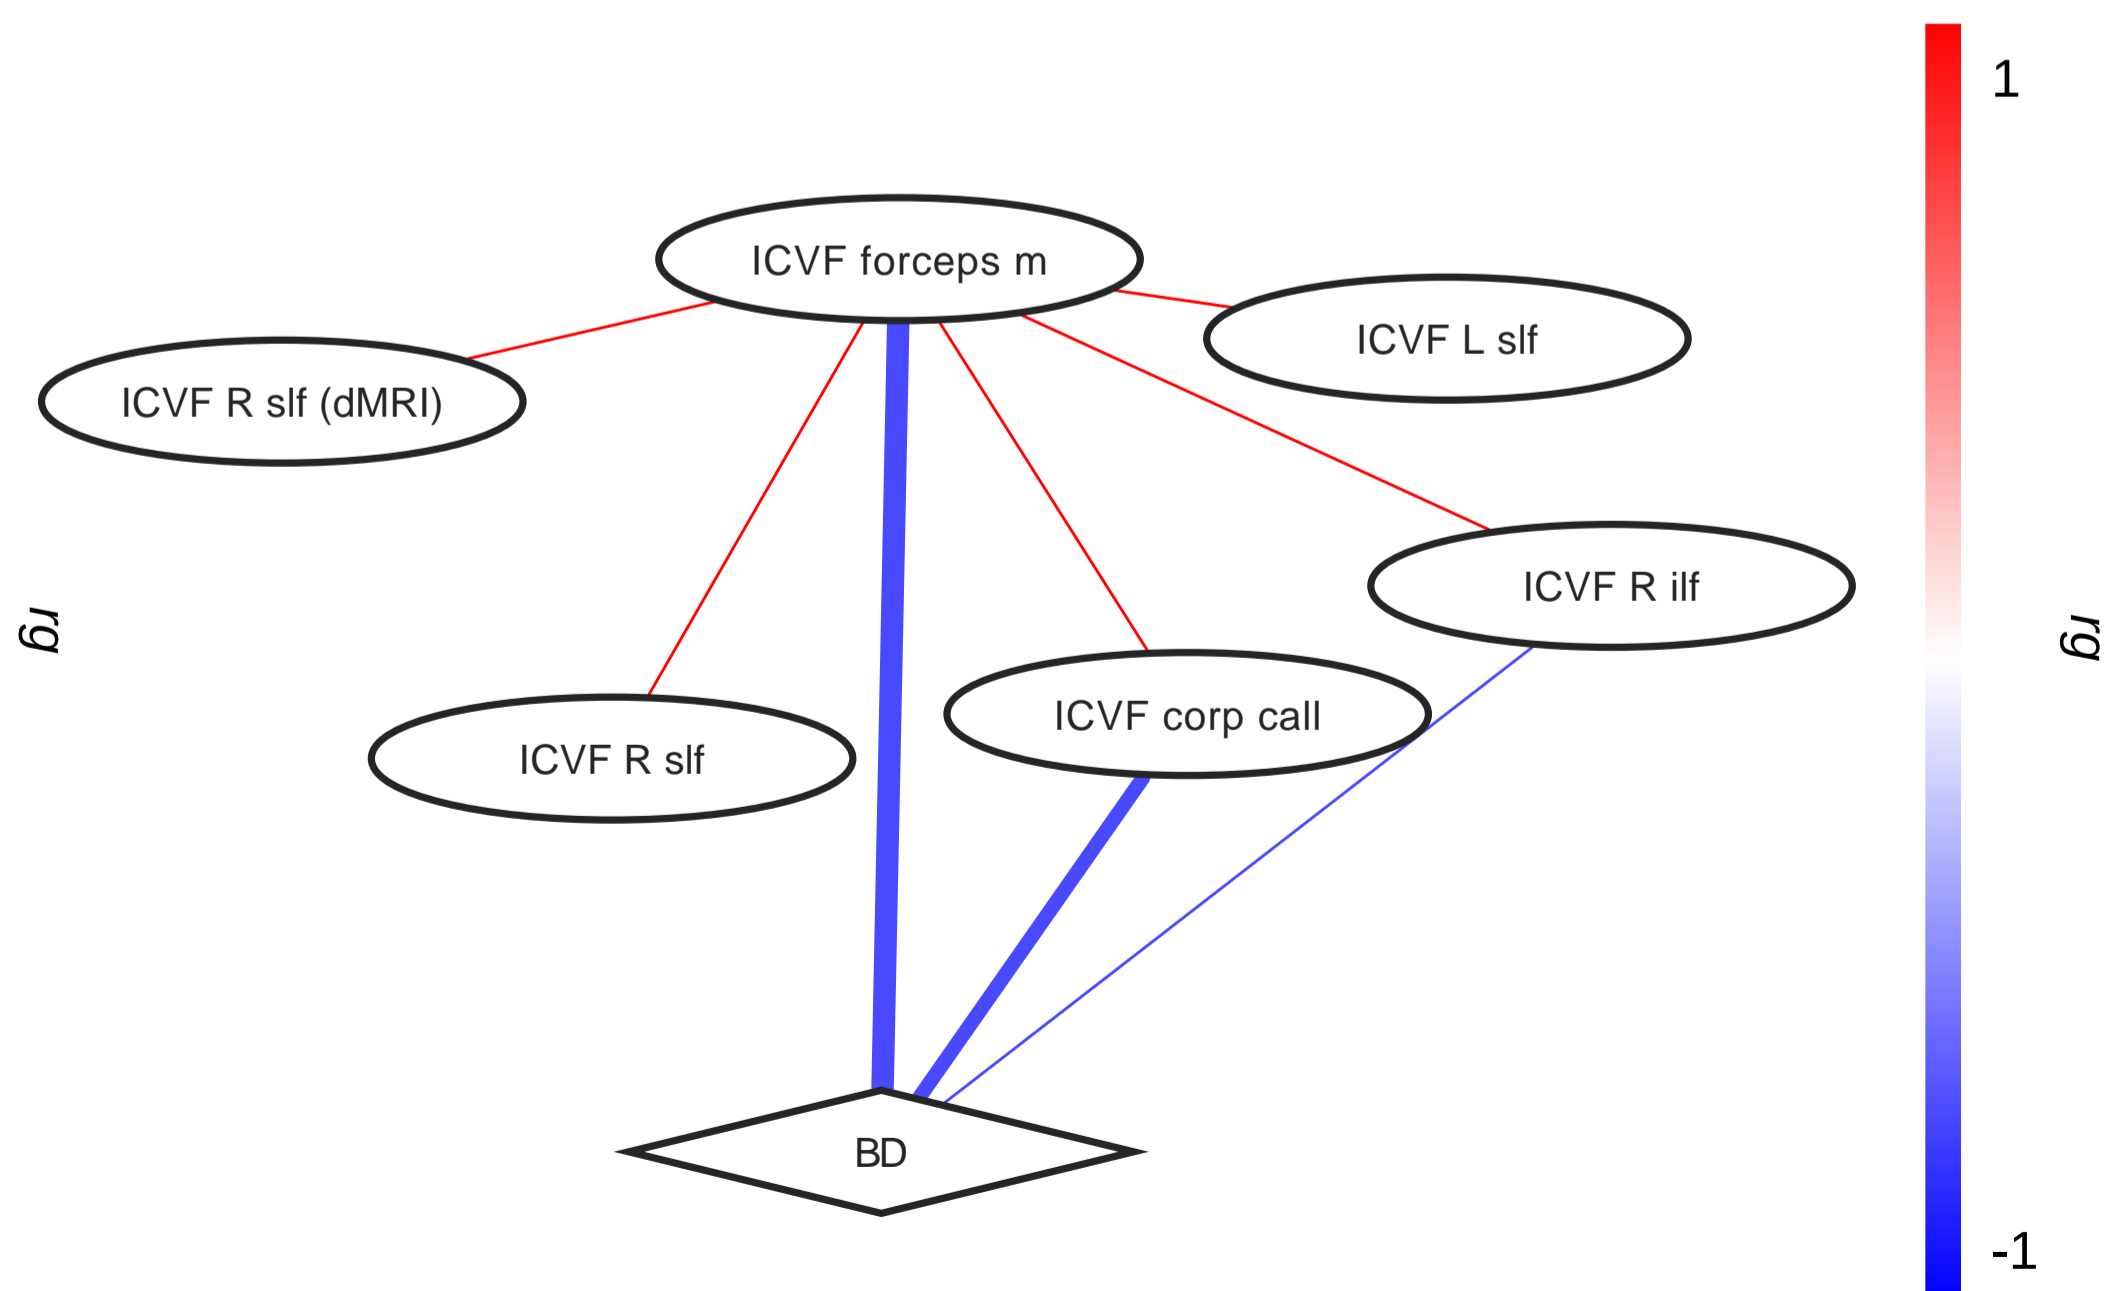 1
ICVF forceps m
ICVF L slf
ICVF R slf (dMRI)
ICVF R ilf
rg
rg
ICVF corp call
ICVF R slf
BD
-1